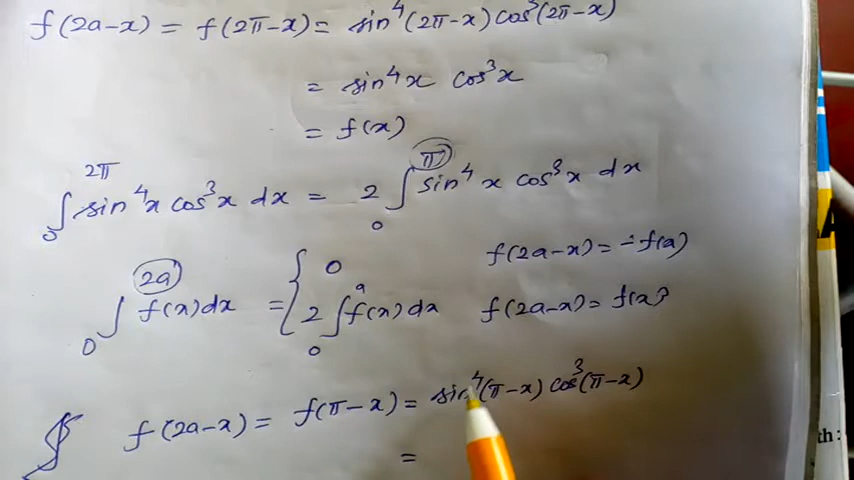 f(2a-x) = f(2π-x) = sin⁴(2π-x) cos³(2π-x)
= sin⁴x cos³x
= f(x)
∫₀^2π sin⁴x cos³x dx = 2 ∫₀^π sin⁴x cos³x dx
∫₀^2a f(x)dx = { 0 f(2a-x) = -f(a)
2 ∫₀^a f(x)dx f(2a-x) = f(x)
f(2a-x) = f(π-x) = sin⁴(π-x) cos³(π-x)
=
th: